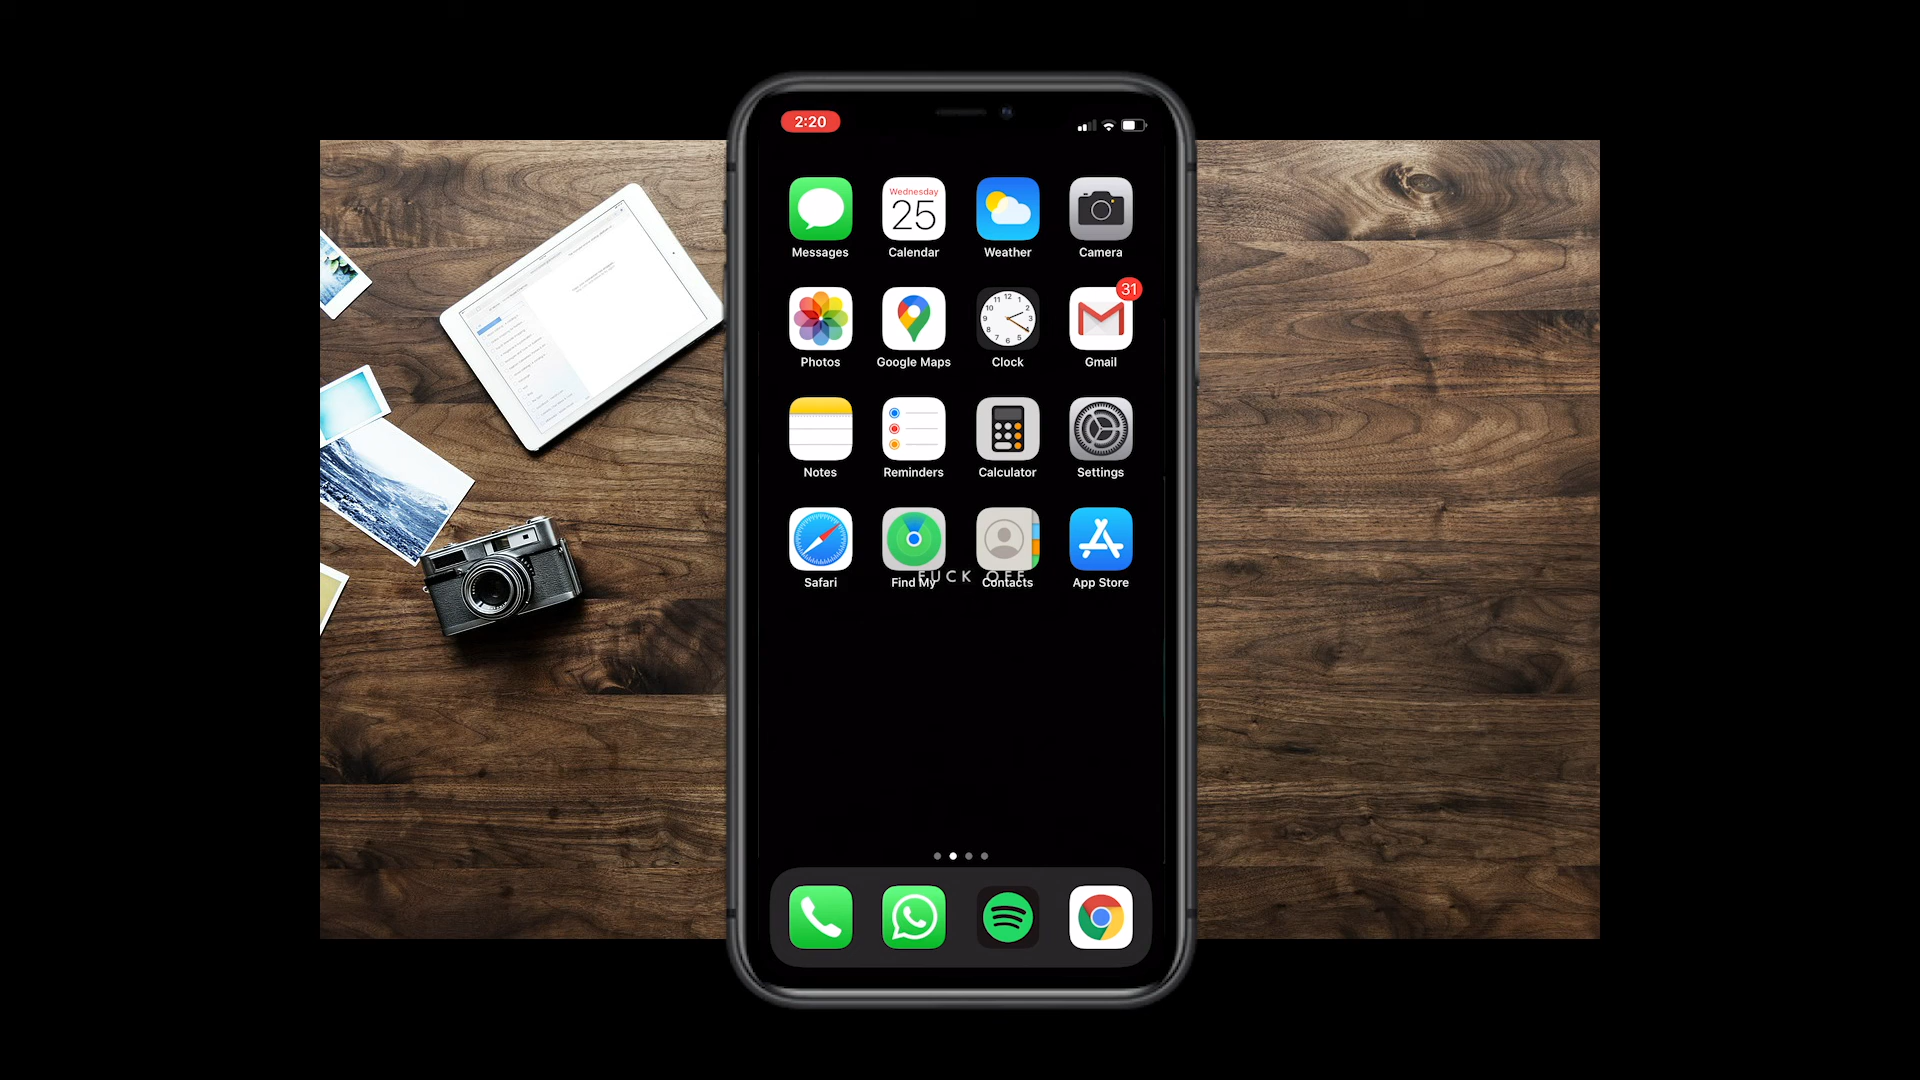 2:20
Wednesday
25
Messages Calendar Weather Camera
31
Photos Google Maps Clock Gmail
Notes Reminders Calculator Settings
FUCK OFF
Safari Find My Contacts App Store